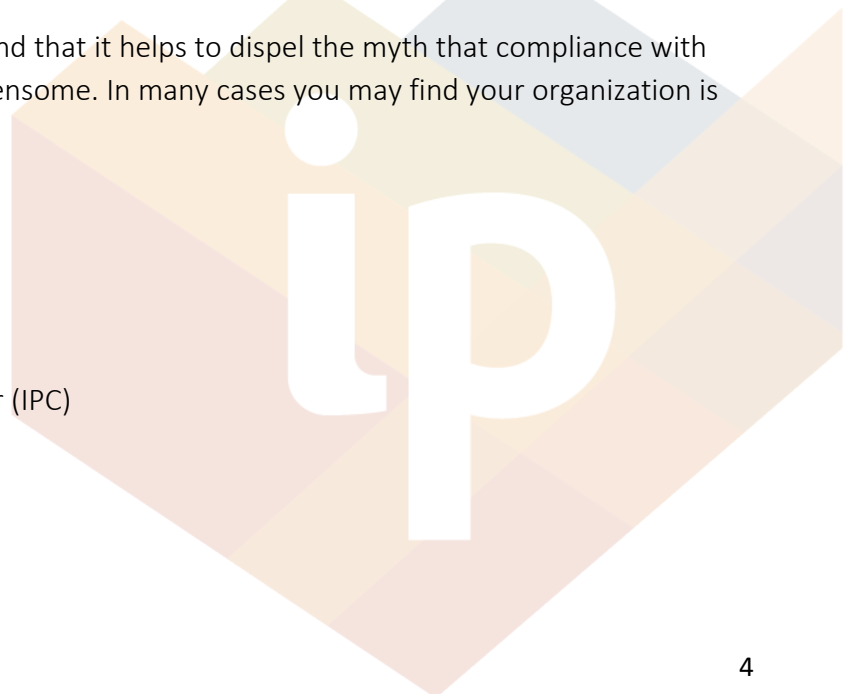 nd that it helps to dispel the myth that compliance with
ensome. In many cases you may find your organization is
ip
r (IPC)
4